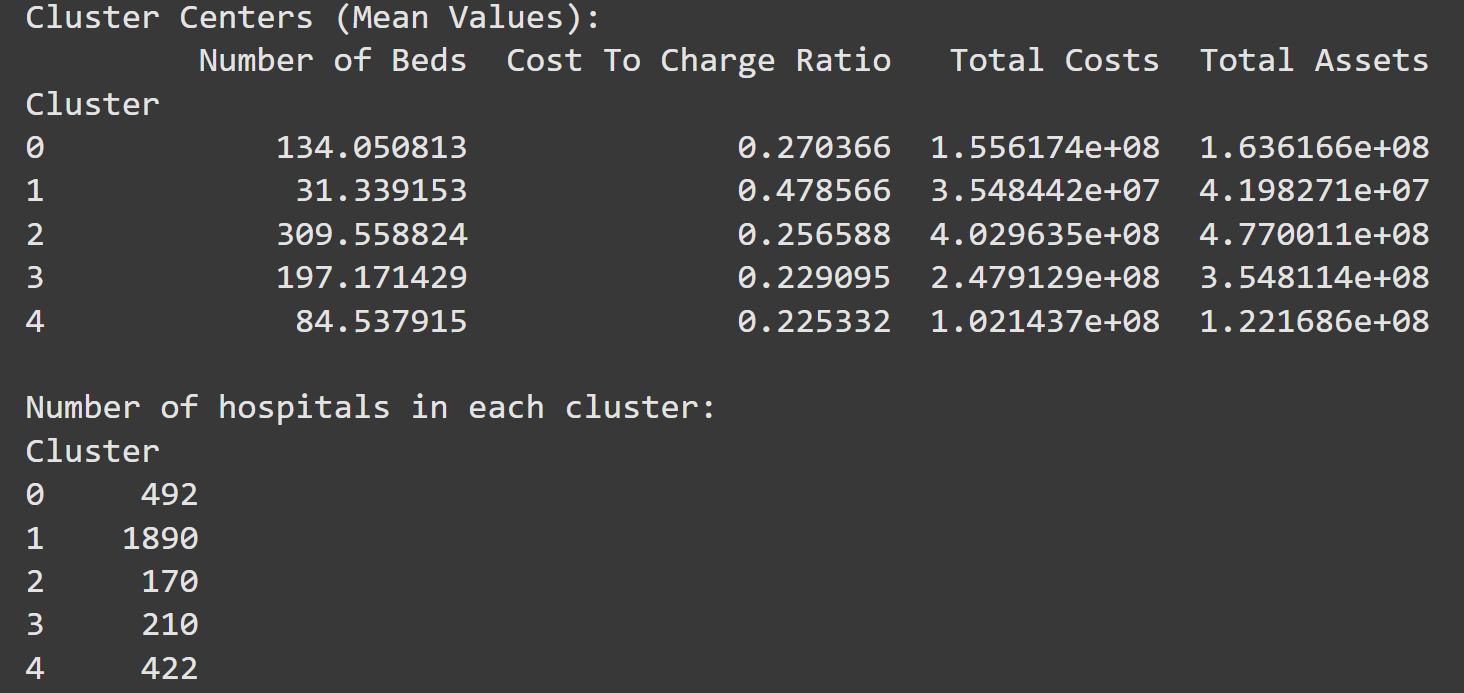 Cluster Centers (Mean Values):
Number of Beds  Cost To Charge Ratio  Total Costs  Total Assets
Cluster
0  134.050813  0.270366  1.556174e+08  1.636166e+08
1  31.339153  0.478566  3.548442e+07  4.198271e+07
2  309.558824  0.256588  4.029635e+08  4.770011e+08
3  197.171429  0.229095  2.479129e+08  3.548114e+08
4  84.537915  0.225332  1.021437e+08  1.221686e+08
Number of hospitals in each cluster:
Cluster
0  492
1  1890
2  170
3  210
4  422